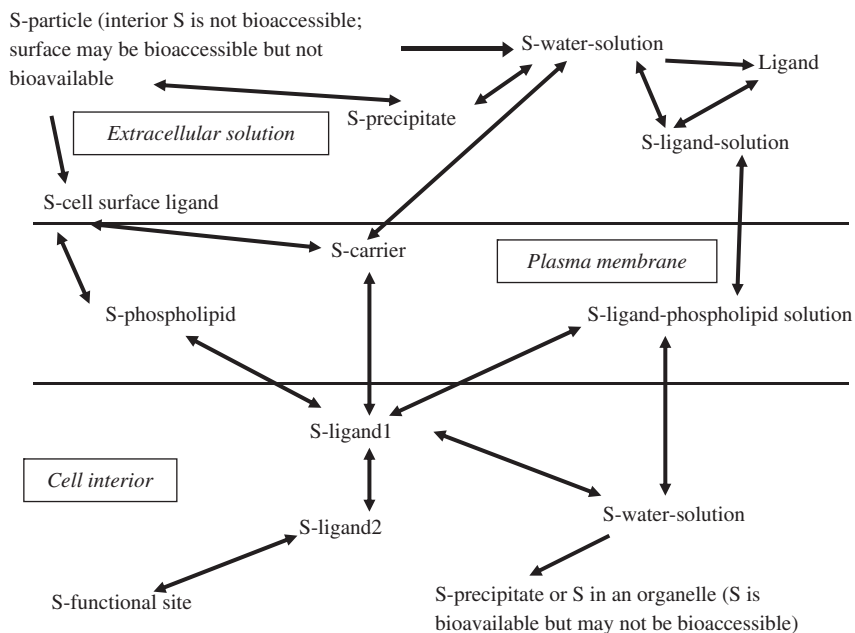 S-particle (interior S is not bioaccessible;
surface may be bioaccessible but not
bioavailable
S-water-solution
Ligand
S-precipitate
Extracellular solution
S-ligand-solution
S-cell surface ligand
S-carrier
Plasma membrane
S-phospholipid
S-ligand-phospholipid solution
S-ligand1
Cell interior
S-ligand2
S-water-solution
S-functional site
S-precipitate or S in an organelle (S is
bioavailable but may not be bioaccessible)